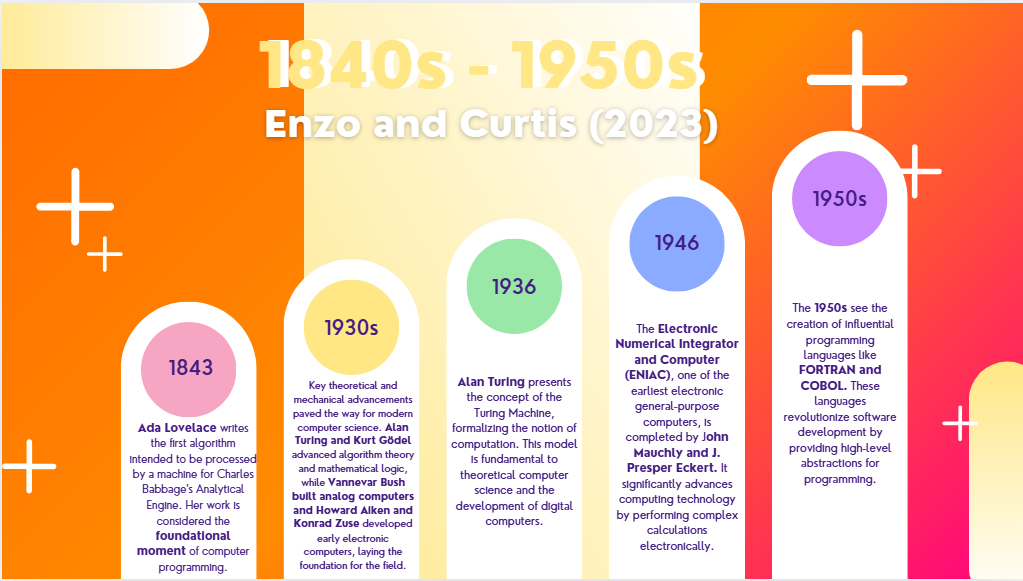 1840s - 1950s
Enzo and Curtis (2023)
1843
Ada Lovelace writes
the first algorithm
intended to be processed
by a machine for Charles
Babbage's Analytical
Engine. Her work is
considered the
foundational
moment of computer
programming.
1930s
Key theoretical and
mechanical advancements
paved the way for modern
computer science. Alan
Turing and Kurt Gödel
advanced algorithm theory
and mathematical logic,
while Vannevar Bush
built analog computers
and Howard Aiken and
Konrad Zuse developed
early electronic
computers, laying the
foundation for the field.
1936
Alan Turing presents
the concept of the
Turing Machine,
formalizing the notion of
computation. This model
is fundamental to
theoretical computer
science and the
development of digital
computers.
1946
The Electronic
Numerical Integrator
and Computer
(ENIAC), one of the
earliest electronic
general-purpose
computers, is
completed by John
Mauchly and J.
Presper Eckert. It
significantly advances
computing technology
by performing complex
calculations
electronically.
1950s
The 1950s see the
creation of influential
programming
languages like
FORTRAN and
COBOL. These
languages
revolutionize software
development by
providing high-level
abstractions for
programming.